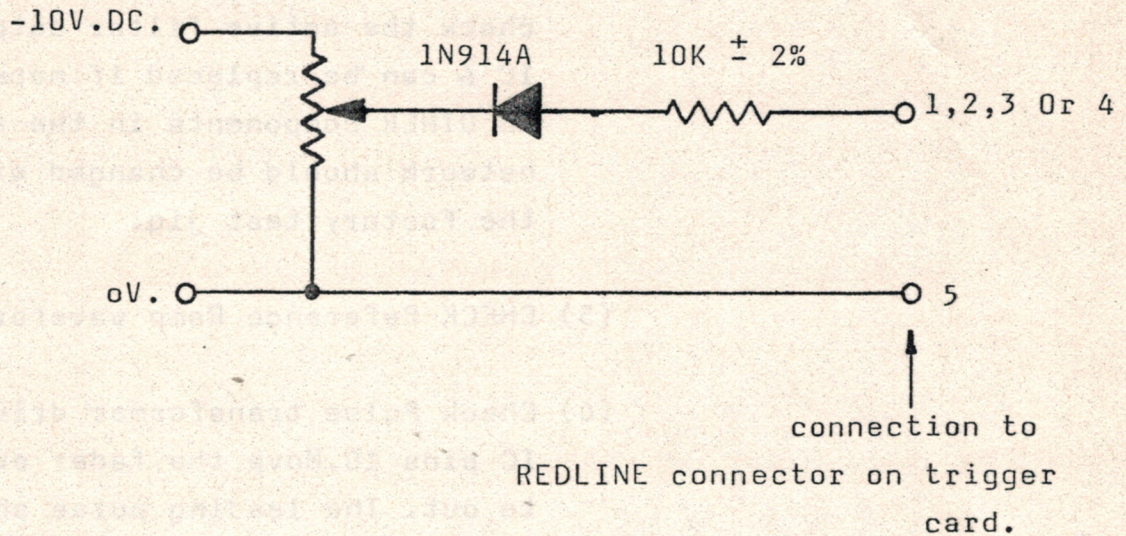 -10V.DC.
1N914A
10K ± 2%
1,2,3 Or 4
oV.
5
connection to
REDLINE connector on trigger
card.